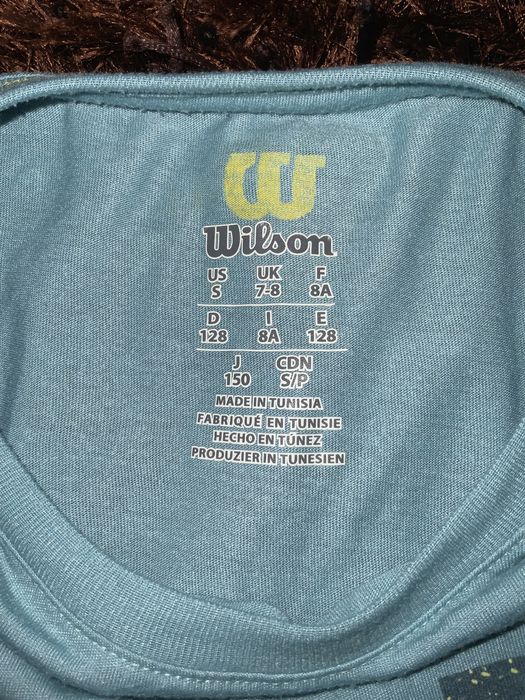 W
Wilson
US UK F
S 7-8 8A
D I E
128 8A 128
J CDN
150 S/P
MADE IN TUNISIA
FABRIQUÉ EN TUNISIE
HECHO EN TÚNEZ
PRODUZIER IN TUNESIEN